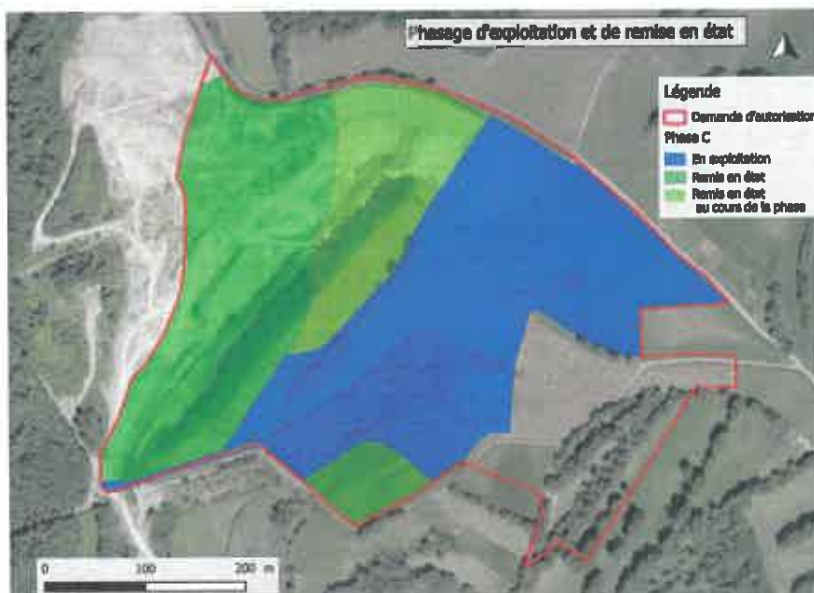 Phasage d'exploitation et de remise en état
Légende
Demande d'autorisation
Phase C
En exploitation
Remis en état
Remis en état
au cours de la phase
0 100 200 m